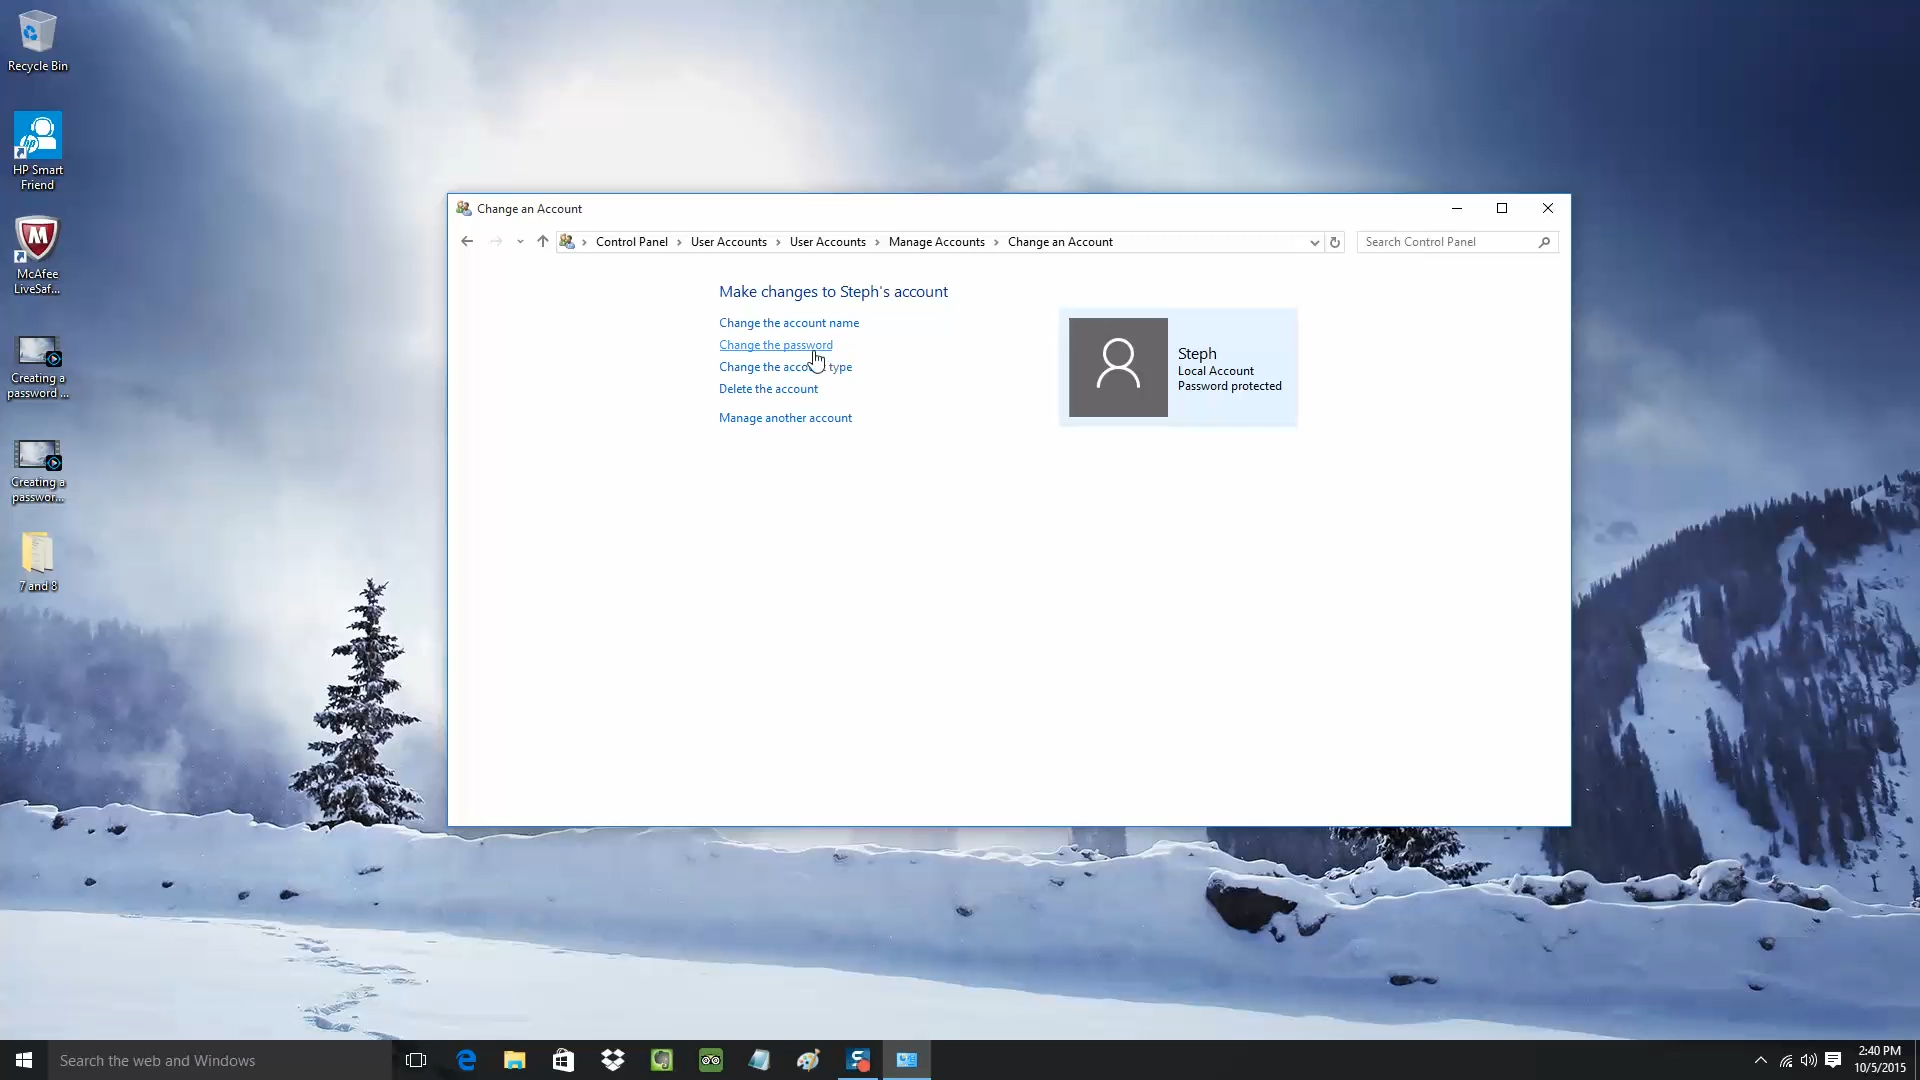 Recycle Bin
HP Smart
Friend
McAfee
LiveSaf...
Creating a
password ...
Creating a
passwor...
7 and 8
Change an Account
Control Panel
User Accounts
User Accounts
Manage Accounts
Change an Account
Search Control Panel
Make changes to Steph's account
Change the account name
Change the password
Change the account type
Delete the account
Manage another account
Steph
Local Account
Password protected
Search the web and Windows
2:40 PM
10/5/2015